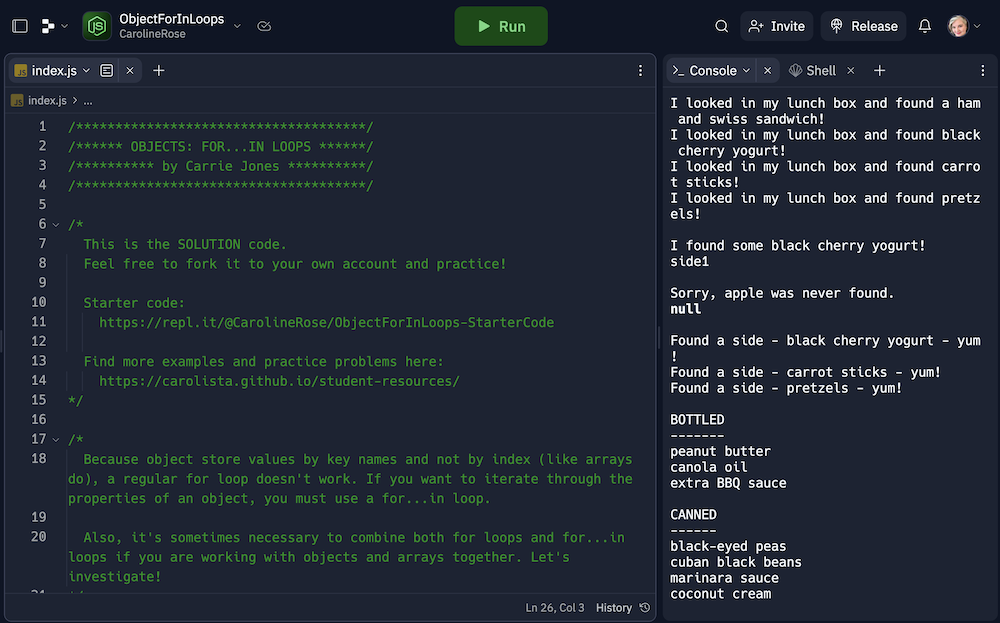 ObjectForInLoops
CarolineRose
Run
Invite
Release
JS index.js
JS index.js > ...
1 /*************************************/
2 /****** OBJECTS: FOR...IN LOOPS ******/
3 /********** by Carrie Jones **********/
4 /*************************************/
5
6 /*
7 This is the SOLUTION code.
8 Feel free to fork it to your own account and practice!
9
10 Starter code:
11 https://repl.it/@CarolineRose/ObjectForInLoops-StarterCode
12
13 Find more examples and practice problems here:
14 https://carolista.github.io/student-resources/
15 */
16
17 /*
18 Because object store values by key names and not by index (like arrays
do), a regular for loop doesn't work. If you want to iterate through the
properties of an object, you must use a for...in loop.
19
20 Also, it's sometimes necessary to combine both for loops and for...in
loops if you are working with objects and arrays together. Let's
investigate!
Ln 26, Col 3 History
>_ Console
Shell
I looked in my lunch box and found a ham
and swiss sandwich!
I looked in my lunch box and found black
cherry yogurt!
I looked in my lunch box and found carro
t sticks!
I looked in my lunch box and found pretz
els!
I found some black cherry yogurt!
side1
Sorry, apple was never found.
null
Found a side - black cherry yogurt - yum
!
Found a side - carrot sticks - yum!
Found a side - pretzels - yum!
BOTTLED
-------
peanut butter
canola oil
extra BBQ sauce
CANNED
------
black-eyed peas
cuban black beans
marinara sauce
coconut cream